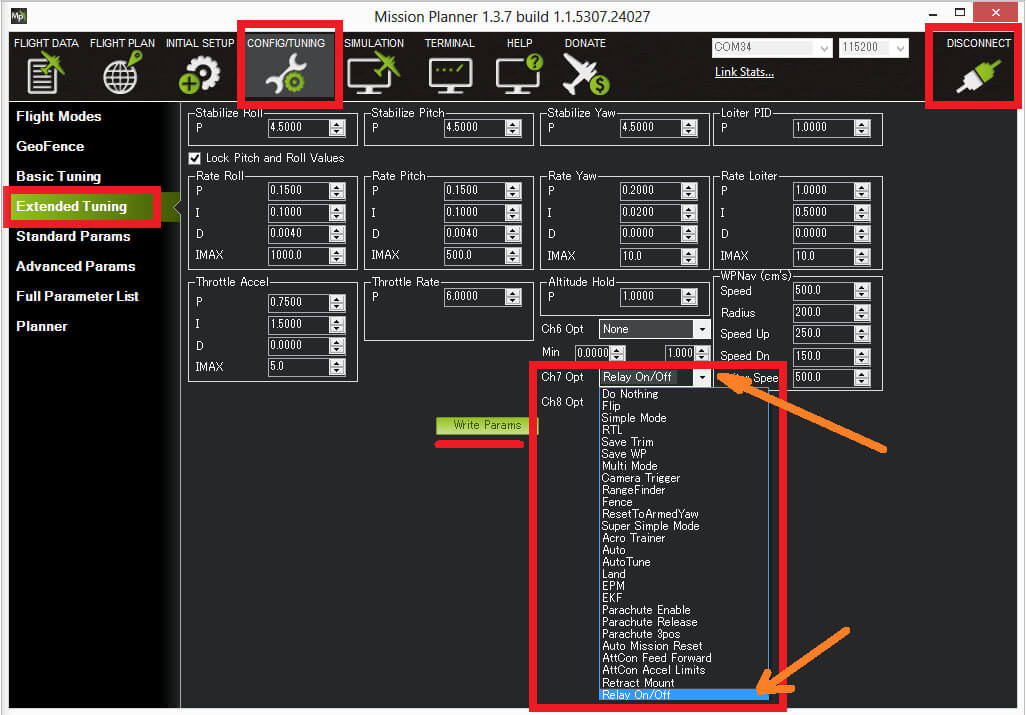 Mp
Mission Planner 1.3.7 build 1.1.5307.24027
FLIGHT DATA FLIGHT PLAN INITIAL SETUP CONFIG/TUNING SIMULATION TERMINAL HELP DONATE COM34 115200 DISCONNECT
Link Stats...
Flight Modes
GeoFence
Basic Tuning
Extended Tuning
Standard Params
Advanced Params
Full Parameter List
Planner
Stabilize Roll
P 4.5000
Stabilize Pitch
P 4.5000
Stabilize Yaw
P 4.5000
Loiter PID
P 1.0000
Lock Pitch and Roll Values
Rate Roll
P 0.1500
I 0.1000
D 0.0040
IMAX 1000.0
Rate Pitch
P 0.1500
I 0.1000
D 0.0040
IMAX 500.0
Rate Yaw
P 0.2000
I 0.0200
D 0.0000
IMAX 10.0
Rate Loiter
P 1.0000
I 0.5000
D 0.0000
IMAX 10.0
Throttle Accel
P 0.7500
I 1.5000
D 0.0000
IMAX 5.0
Throttle Rate
P 6.0000
Altitude Hold
P 1.0000
WPNav (cm's)
Speed 500.0
Radius 200.0
Speed Up 250.0
Speed Dn 150.0
Spee 500.0
Ch6 Opt None
Min 0.0000 1.000
Ch7 Opt Relay On/Off
Ch8 Opt
Write Params
Do Nothing
Flip
Simple Mode
RTL
Save Trim
Save WP
Multi Mode
Camera Trigger
RangeFinder
Fence
ResetToArmedYaw
Super Simple Mode
Acro Trainer
Auto
AutoTune
Land
EPM
EKF
Parachute Enable
Parachute Release
Parachute 3pos
Auto Mission Reset
AttCon Feed Forward
AttCon Accel Limits
Retract Mount
Relay On/Off